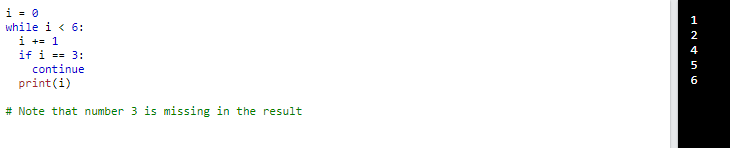 i = 0
while i < 6:
  i += 1
  if i == 3:
    continue
  print(i)

# Note that number 3 is missing in the result
1
2
4
5
6